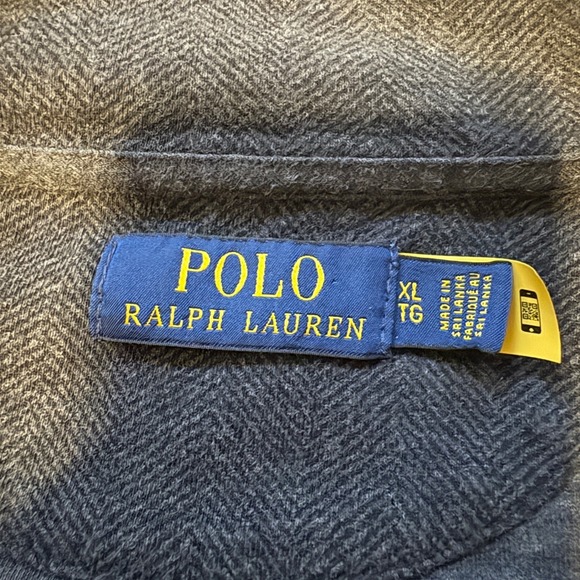 POLO
RALPH LAUREN
XL
TG
MADE IN
SRI LANKA
FABRIQUÉ AU
SRI LANKA